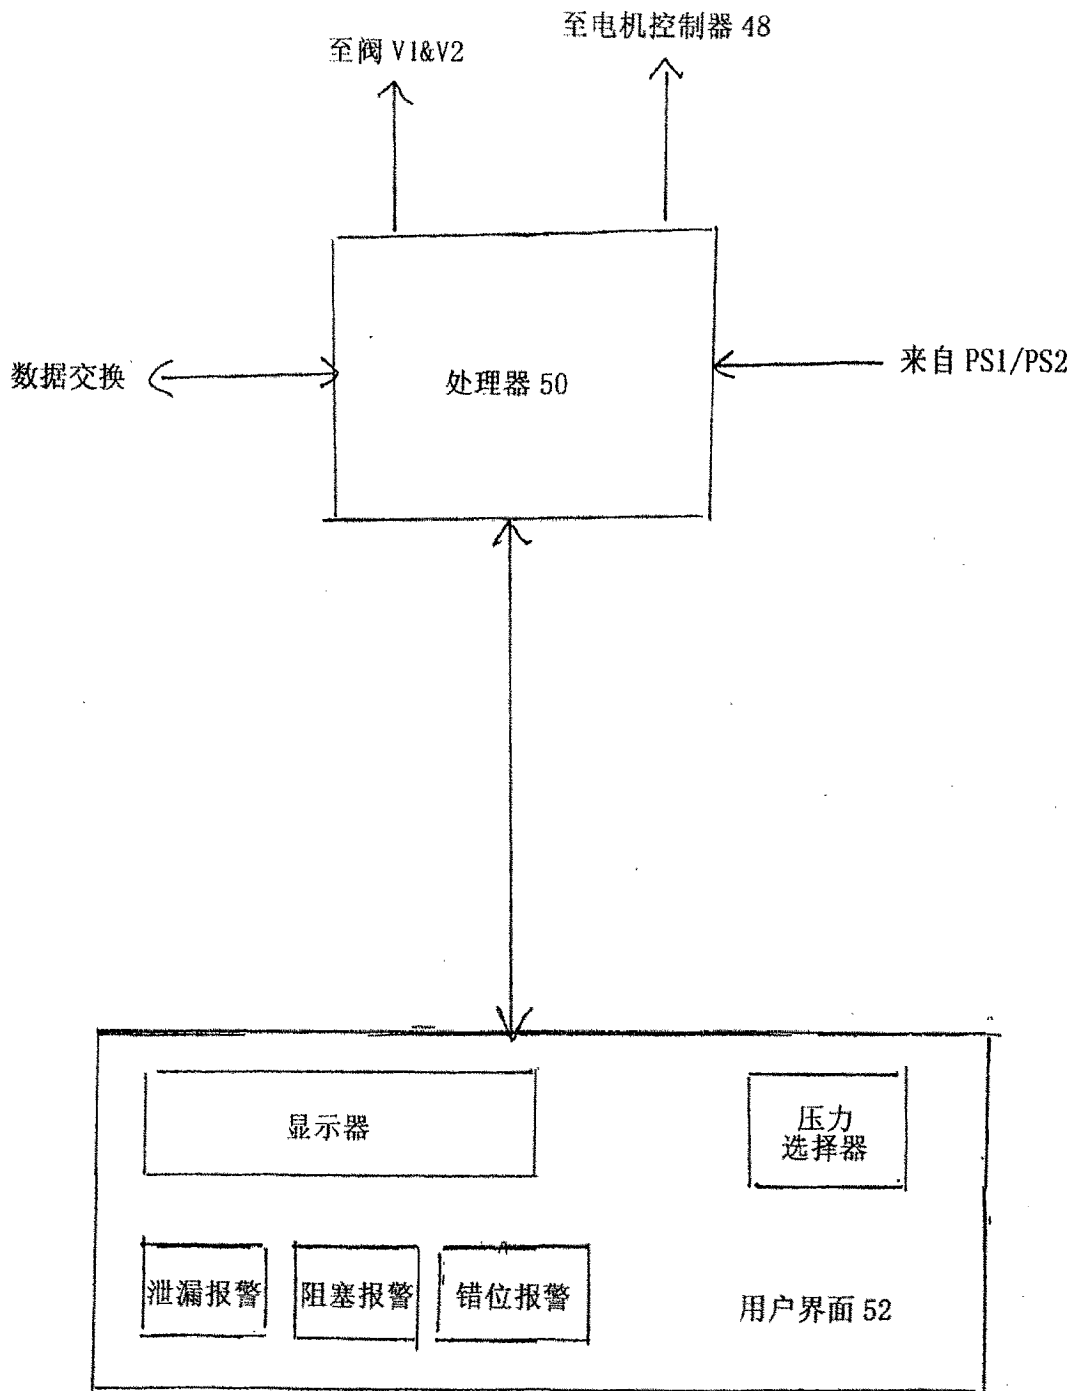 至电机控制器 48
至阀 V1&V2
数据交换
处理器 50
来自 PS1/PS2
显示器
压力
选择器
泄漏报警
阻塞报警
错位报警
用户界面 52